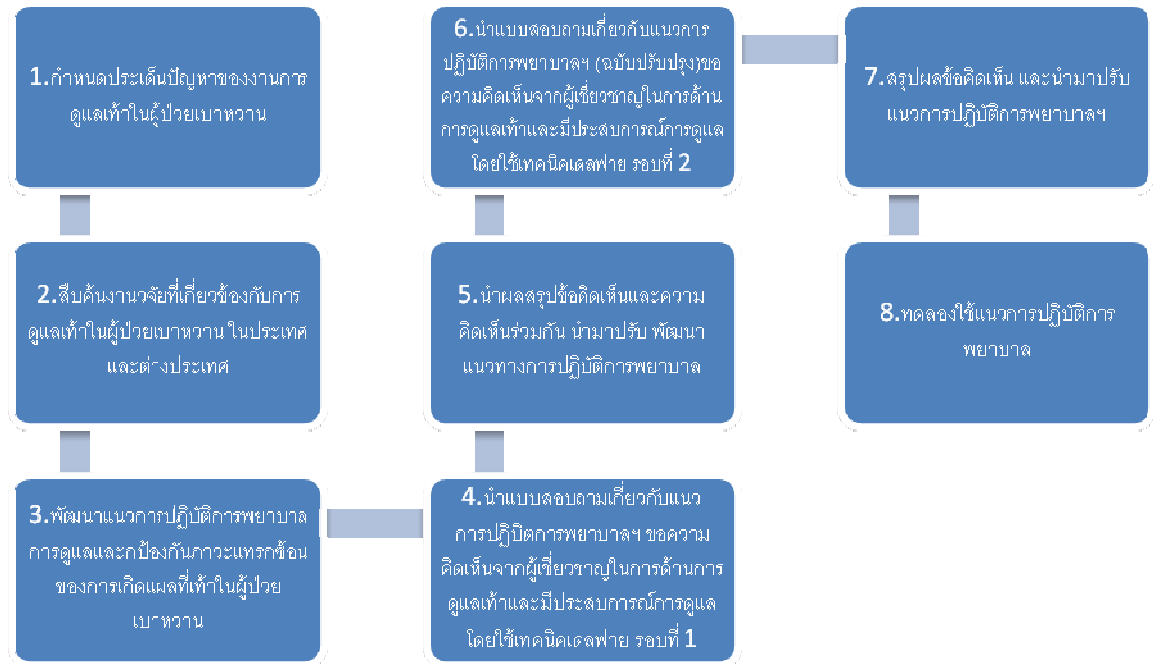 1.กำหนดประเด็นปัญหาของงานการ
ดูแลเท้าในผู้ป่วยเบาหวาน
2.สืบค้นงานวจัยที่เกี่ยวข้องกับการ
ดูแลเท้าในผู้ป่วยเบาหวาน ในประเทศ
และต่างประเทศ
3.พัฒนาแนวการปฏิบัติการพยาบาล
การดูแลและกป้องกันภาวะแทรกซ้อน
ของการเกิดแผลที่เท้าในผู้ป่วย
เบาหวาน
4.นำแบบสอบถามเกี่ยวกับแนว
การปฏิบิตการพยาบาลฯ ขอความ
คิดเห็นจากผู้เชี่ยวชาญในการด้านการ
ดูแลเท้าและมีประสบการณ์การดูแล
โดยใช้เทคนิคเดลฟาย รอบที่ 1
5.นำผลสรุปข้อคิดเห็นและความ
คิดเห็นร่วมกัน นำมาปรับ พัฒนา
แนวทางการปฏิบัติการพยาบาล
6.นำแบบสอบถามเกี่ยวกับแนวการ
ปฏิบัติการพยาบาลฯ (ฉบับปรับปรุง)ขอ
ความคิดเห็นจากผู้เชี่ยวชาญในการด้าน
การดูแลเท้าและมีประสบการณ์การดูแล
โดยใช้เทคนิคเดลฟาย รอบที่ 2
7.สรุปผลข้อคิดเห็น และนำมาปรับ
แนวการปฏิบัติการพยาบาลฯ
8.ทดลองใช้แนวการปฏิบัติการ
พยาบาล